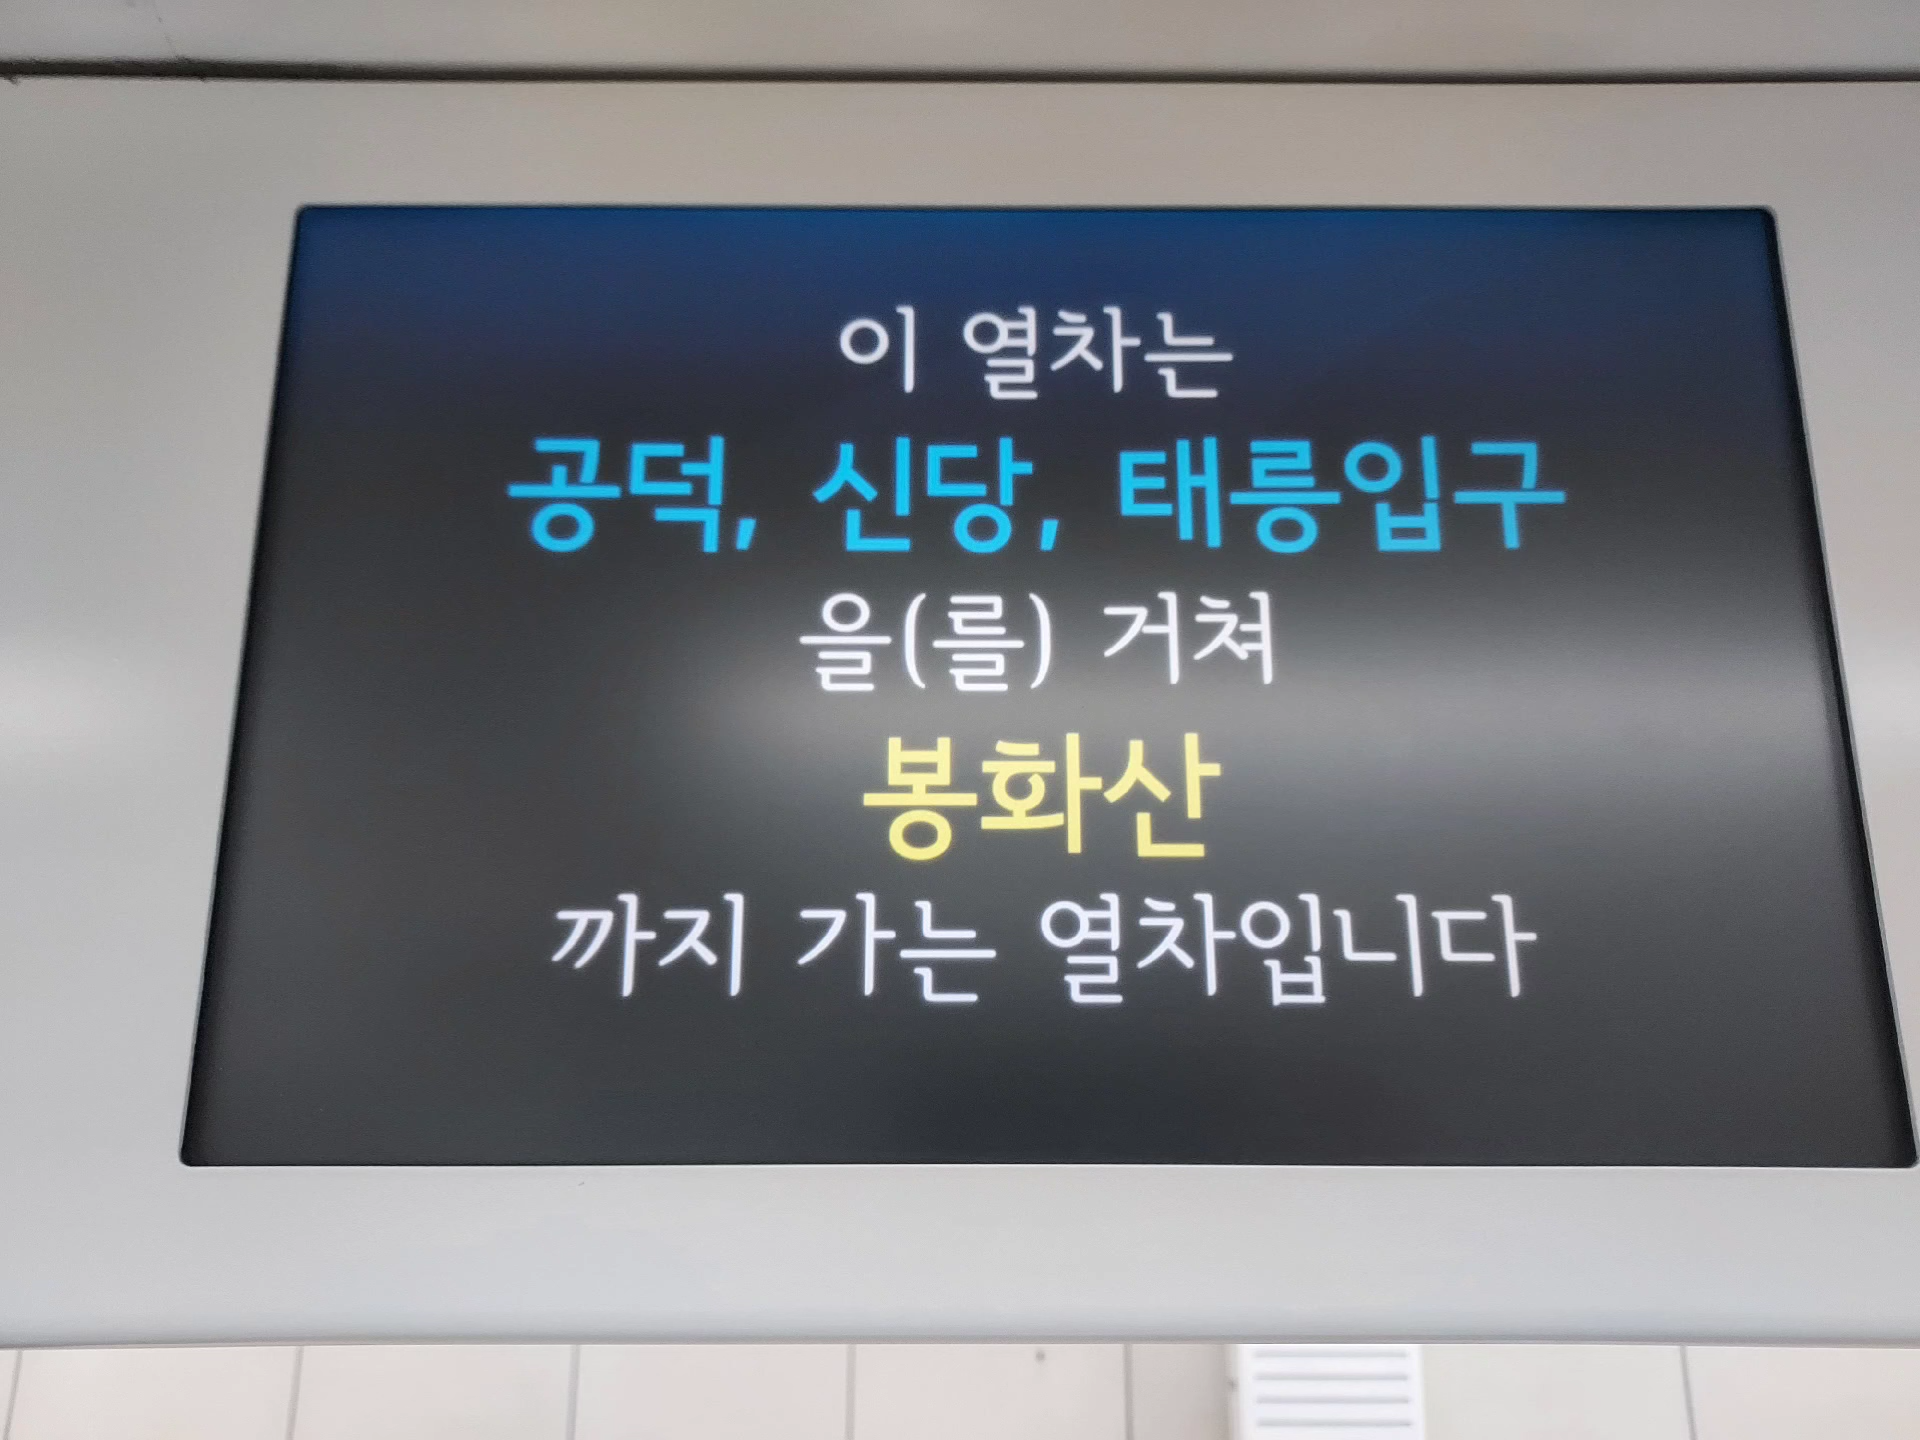 이 열차는
공덕, 신당, 태릉입구
을(를) 거쳐
봉화산
까지 가는 열차입니다